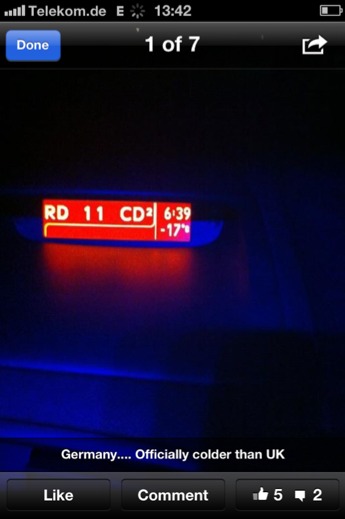 Telekom.de E 13:42
Done 1 of 7
RD 11 CD² 6:39
-17°C
Germany.... Officially colder than UK
Like Comment 5 2